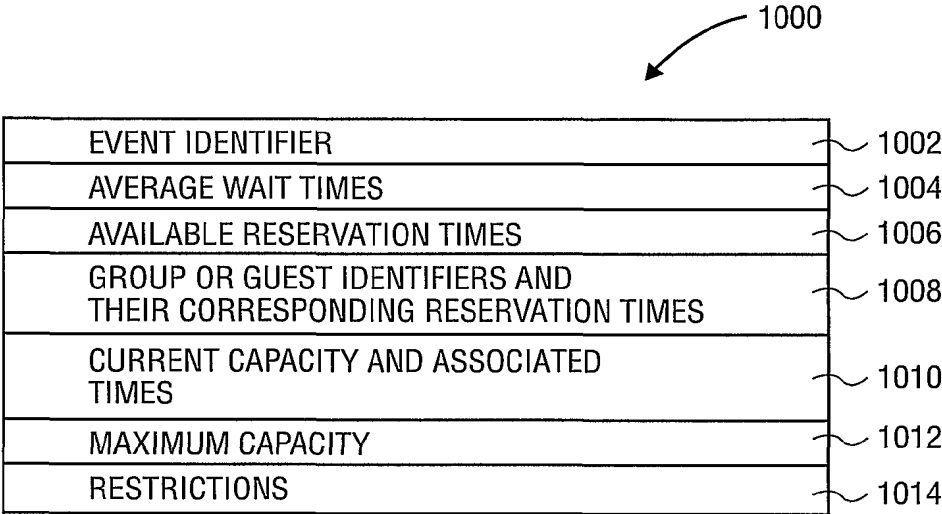 1000
EVENT IDENTIFIER 1002
AVERAGE WAIT TIMES 1004
AVAILABLE RESERVATION TIMES 1006
GROUP OR GUEST IDENTIFIERS AND
THEIR CORRESPONDING RESERVATION TIMES 1008
CURRENT CAPACITY AND ASSOCIATED
TIMES 1010
MAXIMUM CAPACITY 1012
RESTRICTIONS 1014